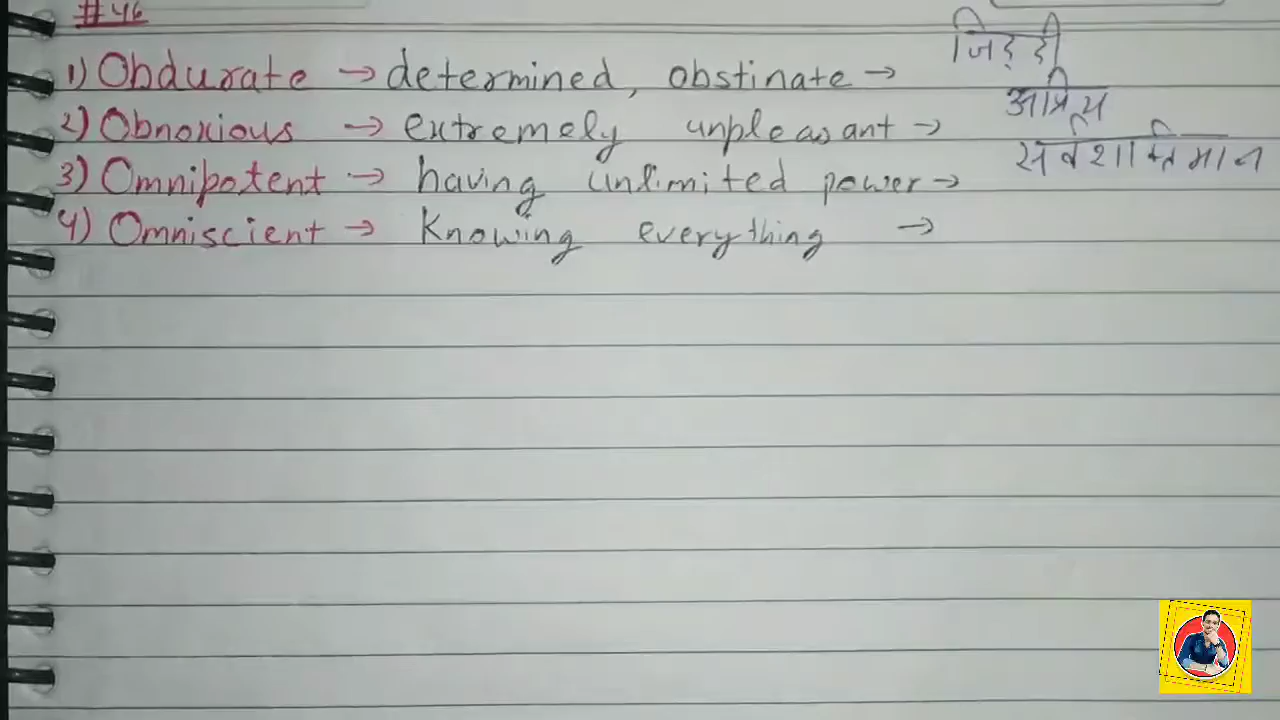 #46
1) Obdurate → determined, obstinate → जिद्दी
2) Obnoxious → extremely unpleasant → अप्रिय
3) Omnipotent → having unlimited power → सर्वशक्तिमान
4) Omniscient → Knowing everything →